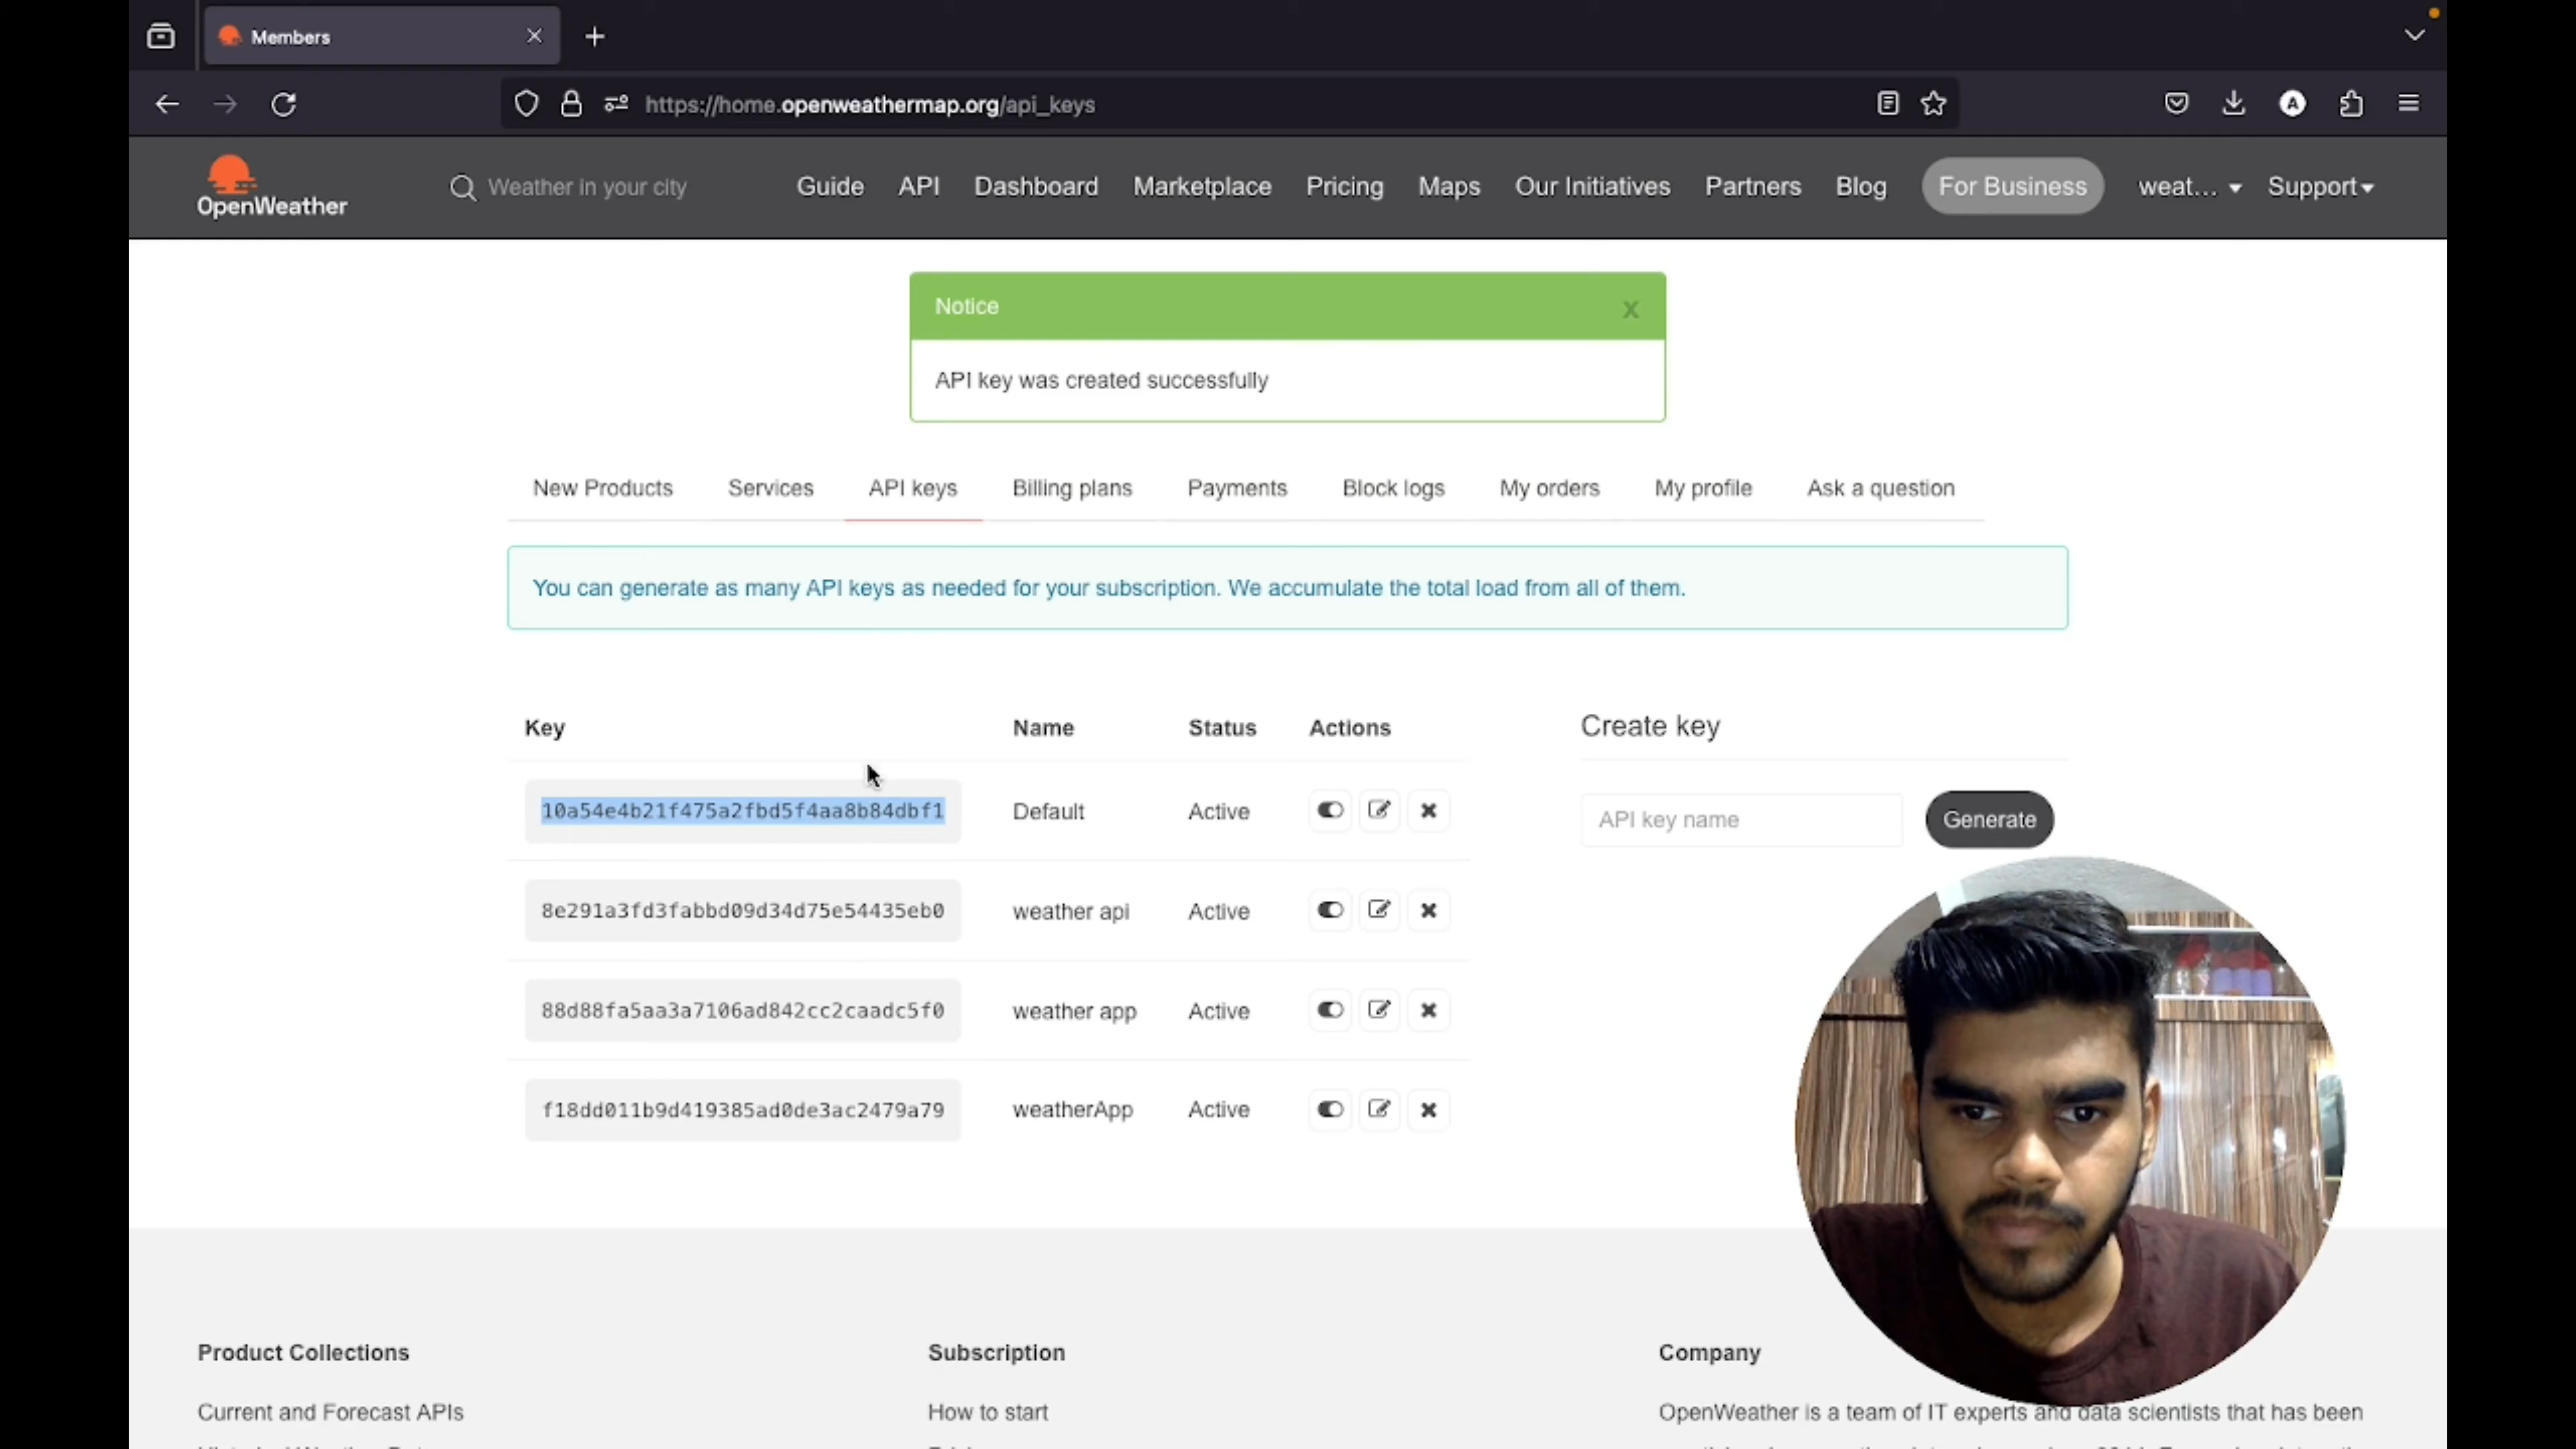 Members
https://home.openweathermap.org/api_keys
OpenWeather
Weather in your city
Guide API Dashboard Marketplace Pricing Maps Our Initiatives Partners Blog For Business weat... Support
Notice x
API key was created successfully
New Products Services API keys Billing plans Payments Block logs My orders My profile Ask a question
You can generate as many API keys as needed for your subscription. We accumulate the total load from all of them.
Key Name Status Actions
10a54e4b21f475a2fbd5f4aa8b84dbf1 Default Active
8e291a3fd3fabbd09d34d75e54435eb0 weather api Active
88d88fa5aa3a7106ad842cc2caadc5f0 weather app Active
f18dd011b9d419385ad0de3ac2479a79 weatherApp Active
Create key
API key name Generate
Product Collections
Current and Forecast APIs
Subscription
How to start
Company
OpenWeather is a team of IT experts and data scientists that has been